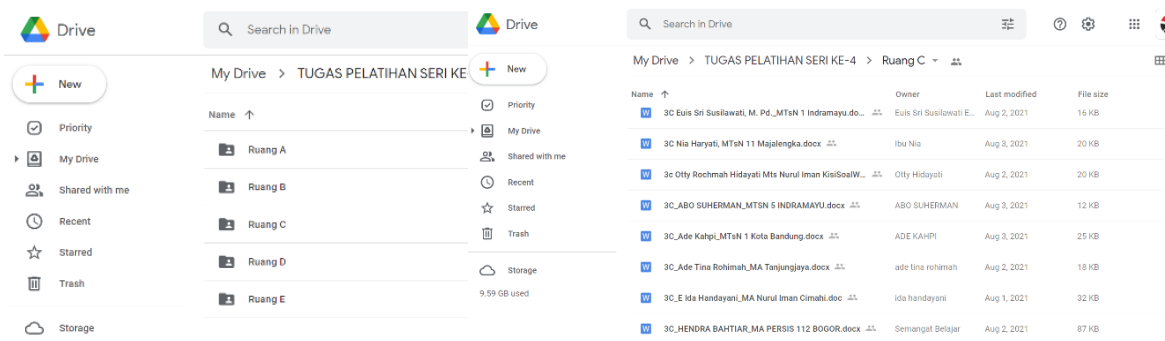 Drive
Search in Drive
New
My Drive > TUGAS PELATIHAN SERI KE
Name
Priority
My Drive
Shared with me
Recent
Starred
Trash
Storage
Ruang A
Ruang B
Ruang C
Ruang D
Ruang E
Drive
Search in Drive
New
My Drive > TUGAS PELATIHAN SERI KE-4 > Ruang C
Priority
My Drive
Shared with me
Recent
Starred
Trash
Storage
9.59 GB used
Name Owner Last modified File size
3C Euis Sri Susilawati, M. Pd._MTsN 1 Indramayu.do... Euis Sri Susilawati E... Aug 2, 2021 16 KB
3C Nia Haryati, MTsN 11 Majalengka.docx Ibu Nia Aug 3, 2021 20 KB
3c Otty Rochmah Hidayati Mts Nurul Iman KisiSoalW... Otty Hidayati Aug 2, 2021 20 KB
3C_ABO SUHERMAN_MTSN 5 INDRAMAYU.docx ABO SUHERMAN Aug 3, 2021 12 KB
3C_Ade Kahpi_MTsN 1 Kota Bandung.docx ADE KAHPI Aug 3, 2021 25 KB
3C_Ade Tina Rohimah_MA Tanjungjaya.docx ade tina rohimah Aug 2, 2021 18 KB
3C_E Ida Handayani_MA Nurul Iman Cimahi.doc ida handayani Aug 1, 2021 32 KB
3C_HENDRA BAHTIAR_MA PERSIS 112 BOGOR.docx Semangat Belajar Aug 2, 2021 87 KB